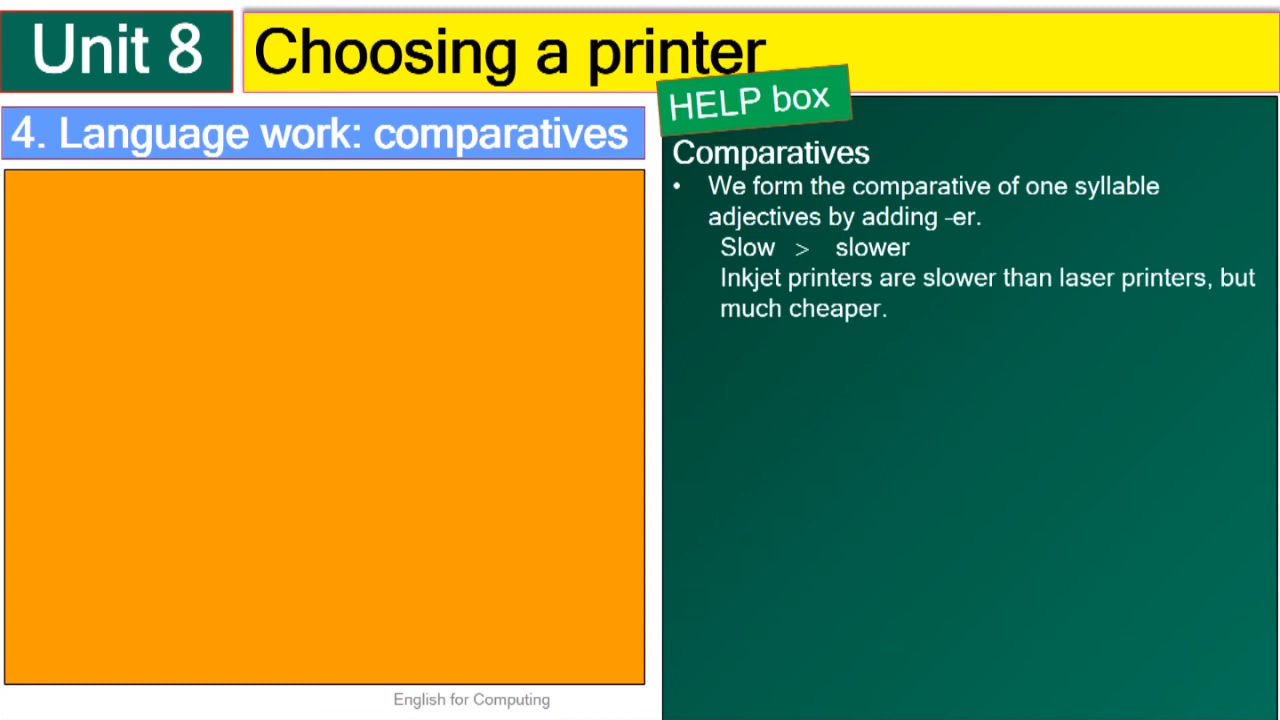 Unit 8
Choosing a printer
HELP box
4. Language work: comparatives
Comparatives
• We form the comparative of one syllable
adjectives by adding –er.
Slow > slower
Inkjet printers are slower than laser printers, but
much cheaper.
English for Computing